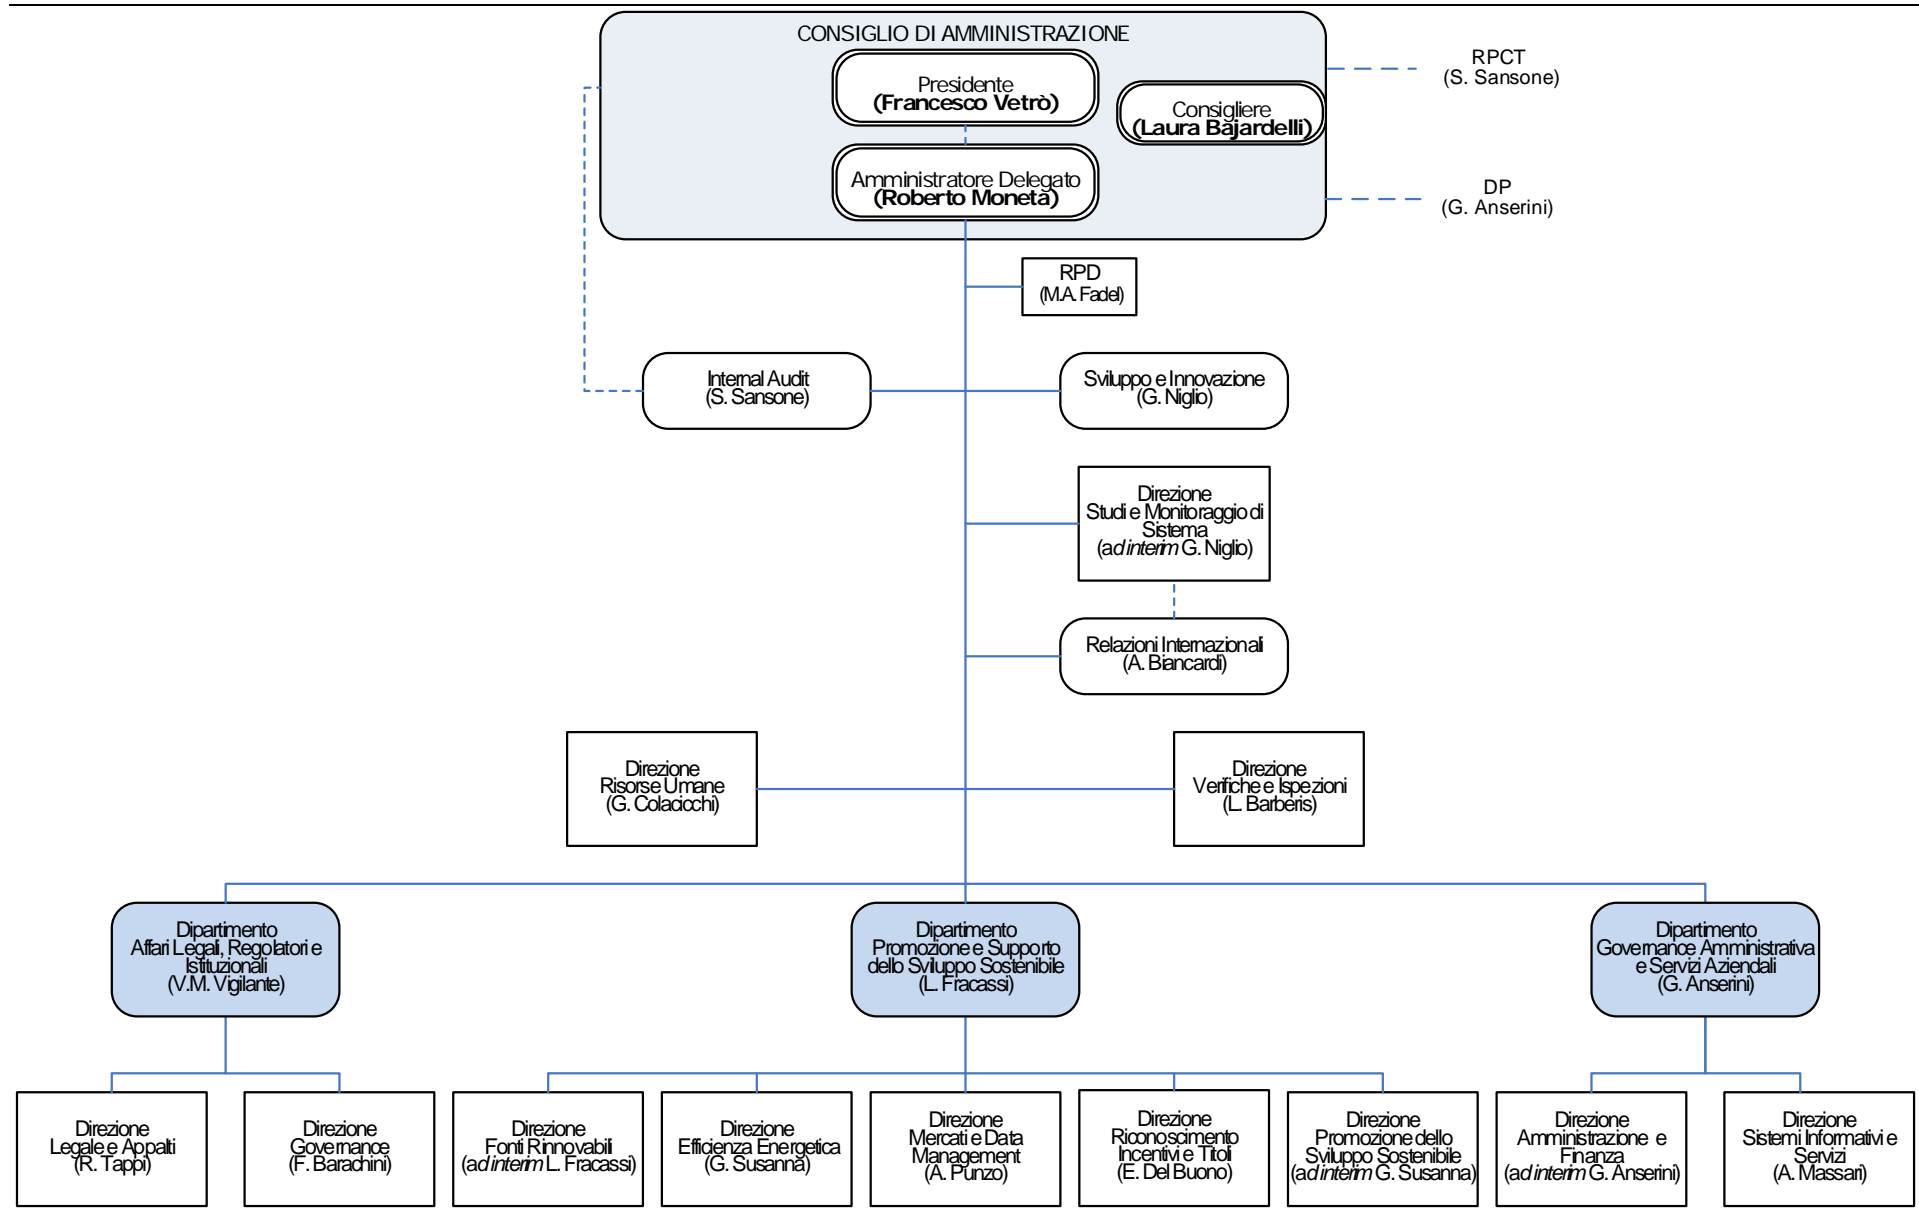 CONSIGLIO DI AMMINISTRAZIONE
Presidente
(Francesco Vetrò)
Consigliere
(Laura Bajardelli)
Amministratore Delegato
(Roberto Moneta)
RPCT
(S. Sansone)
DP
(G. Anserini)
RPD
(M.A. Fadel)
Internal Audit
(S. Sansone)
Sviluppo e Innovazione
(G. Niglio)
Direzione
Studi e Monitoraggio di
Sistema
(ad interim G. Niglio)
Relazioni Internazionali
(A. Biancardi)
Direzione
Risorse Umane
(G. Colacicchi)
Direzione
Verifiche e Ispezioni
(L. Barberis)
Dipartimento
Affari Legali, Regolatori e
Istituzionali
(V.M. Vigilante)
Dipartimento
Promozione e Supporto
dello Sviluppo Sostenibile
(L. Fracassi)
Dipartimento
Governance Amministrativa
e Servizi Aziendali
(G. Anserini)
Direzione
Legale e Appalti
(R. Tappi)
Direzione
Governance
(F. Barachini)
Direzione
Fonti Rinnovabili
(ad interim L. Fracassi)
Direzione
Efficienza Energetica
(G. Susanna)
Direzione
Mercati e Data
Management
(A. Punzo)
Direzione
Riconoscimento
Incentivi e Titoli
(E. Del Buono)
Direzione
Promozione dello
Sviluppo Sostenibile
(ad interim G. Susanna)
Direzione
Amministrazione e
Finanza
(ad interim G. Anserini)
Direzione
Sistemi Informativi e
Servizi
(A. Massari)